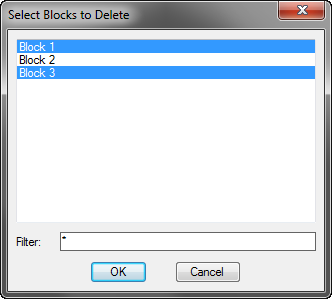 Select Blocks to Delete
Block 1
Block 2
Block 3
Filter: *
OK Cancel